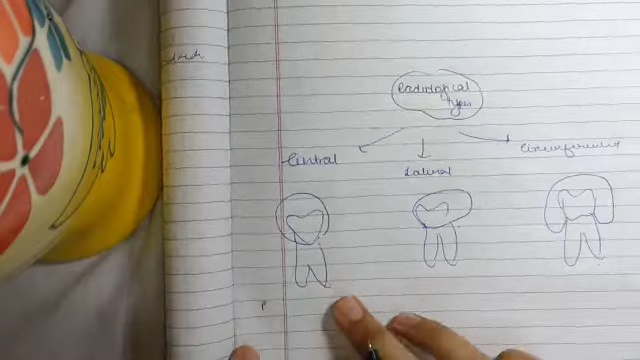 Radiological
types
Central
Lateral
Circumferential
P